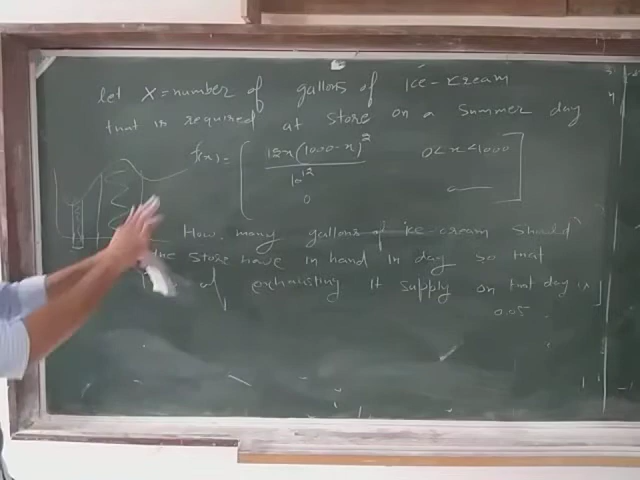 let X = number of gallons of ice-cream
that is required at store on a summer day
f(x) = 12x(1000-x)² / 10¹² 0<x<1000
0
How many gallons of ice-cream should
the store have in hand in day so that
of exhausting it supply on that day is
0.05